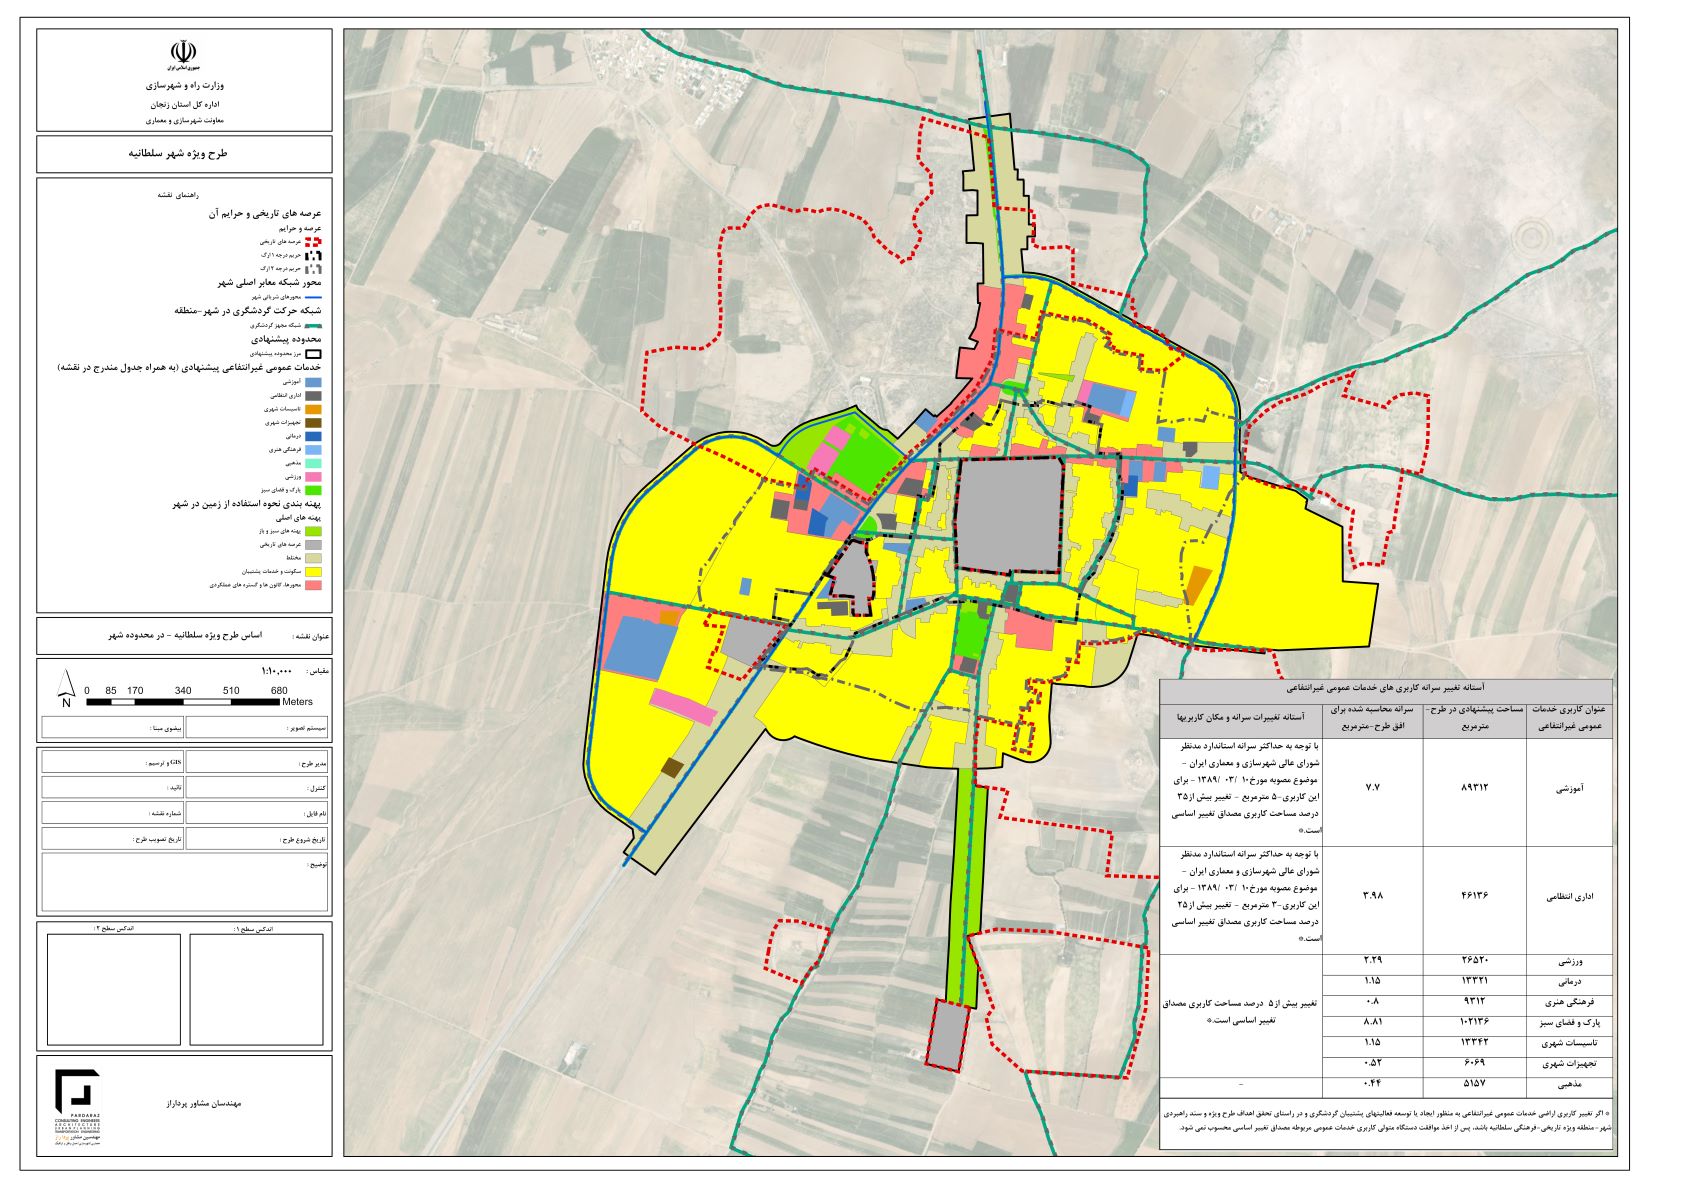 جمهوری اسلامی ایران
وزارت راه و شهرسازی
اداره کل استان زنجان
معاونت شهرسازی و معماری
طرح ویژه شهر سلطانیه
راهنمای نقشه
عرصه های تاریخی و حرایم آن
عرصه و حرایم
عرصه های تاریخی
حریم درجه ۱ ارگ
حریم درجه ۲ ارگ
محور شبکه معابر اصلی شهر
محورهای شریانی شهر
شبکه حرکت گردشگری در شهر-منطقه
شبکه مجهز گردشگری
محدوده پیشنهادی
مرز محدوده پیشنهادی
خدمات عمومی غیرانتفاعی پیشنهادی (به همراه جدول مندرج در نقشه)
آموزشی
اداری انتظامی
تاسیسات شهری
تجهیزات شهری
درمانی
فرهنگی هنری
مذهبی
ورزشی
پارک و فضای سبز
پهنه بندی نحوه استفاده از زمین در شهر
پهنه های اصلی
پهنه های سبز و باز
عرصه های تاریخی
مختلط
سکونت و خدمات پشتیبان
محورها، کانون ها و گستره های عملکردی
عنوان نقشه : اساس طرح ویژه سلطانیه - در محدوده شهر
مقیاس : ۱:۱۰,۰۰۰
N
0 85 170 340 510 680
Meters
سیستم تصویر :
بیضوی مبنا :
مدیر طرح :
GIS و ترسیم :
کنترل :
تائید :
نام فایل :
شماره نقشه :
تاریخ شروع طرح :
تاریخ تصویب طرح :
توضیح :
اندکس سطح ۱ :
اندکس سطح ۲ :
PARDARAZ
CONSULTING ENGINEERS
ARCHITECTURE
URBAN PLANNING
TRANSPORTATION ENGINEERING
مهندسین مشاور پردا راز
مهندسان مشاور پرداراز
آستانه تغییر سرانه کاربری های خدمات عمومی غیرانتفاعی
عنوان کاربری خدمات عمومی غیرانتفاعی
مساحت پیشنهادی در طرح-مترمربع
سرانه محاسبه شده برای افق طرح-مترمربع
آستانه تغییرات سرانه و مکان کاربریها
آموزشی
۸۹۳۱۲
۷.۷
با توجه به حداکثر سرانه استاندارد مدنظر
شورای عالی شهرسازی و معماری ایران -
موضوع مصوبه مورخ ۱۰ /۰۳ /۱۳۸۹ - برای
این کاربری-۵ مترمربع - تغییر بیش از ۳۵
درصد مساحت کاربری مصداق تغییر اساسی
است.*
اداری انتظامی
۴۶۱۳۶
۳.۹۸
با توجه به حداکثر سرانه استاندارد مدنظر
شورای عالی شهرسازی و معماری ایران -
موضوع مصوبه مورخ ۱۰ /۰۳ /۱۳۸۹ - برای
این کاربری-۳ مترمربع - تغییر بیش از ۲۵
درصد مساحت کاربری مصداق تغییر اساسی
است.*
ورزشی ۲۶۵۲۰ ۲.۲۹
درمانی ۱۳۳۲۱ ۱.۱۵
فرهنگی هنری ۹۳۱۲ ۰.۸
پارک و فضای سبز ۱۰۲۱۳۶ ۸.۸۱
تاسیسات شهری ۱۳۳۴۲ ۱.۱۵
تجهیزات شهری ۶۰۶۹ ۰.۵۲
تغییر بیش از ۵ درصد مساحت کاربری مصداق
تغییر اساسی است.*
مذهبی ۵۱۵۷ ۰.۴۴ -
* اگر تغییر کاربری اراضی خدمات عمومی غیرانتفاعی به منظور ایجاد یا توسعه فعالیتهای پشتیبان گردشگری و در راستای تحقق اهداف طرح ویژه و سند راهبردی
شهر-منطقه ویژه تاریخی-فرهنگی سلطانیه باشد، پس از اخذ موافقت دستگاه متولی کاربری خدمات عمومی مربوطه مصداق تغییر اساسی محسوب نمی شود.